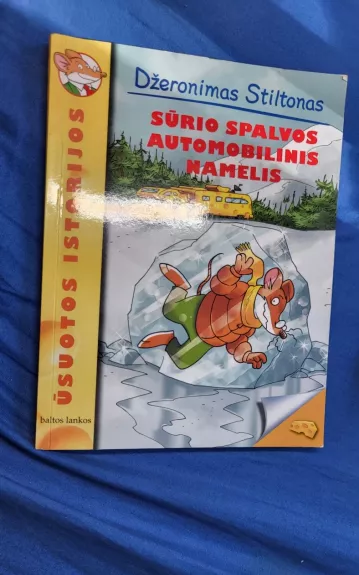 Džeronimas Stiltonas
SŪRIO SPALVOS
AUTOMOBILINIS
NAMELIS
ŪSUOTOS ISTORIJOS
baltos lankos